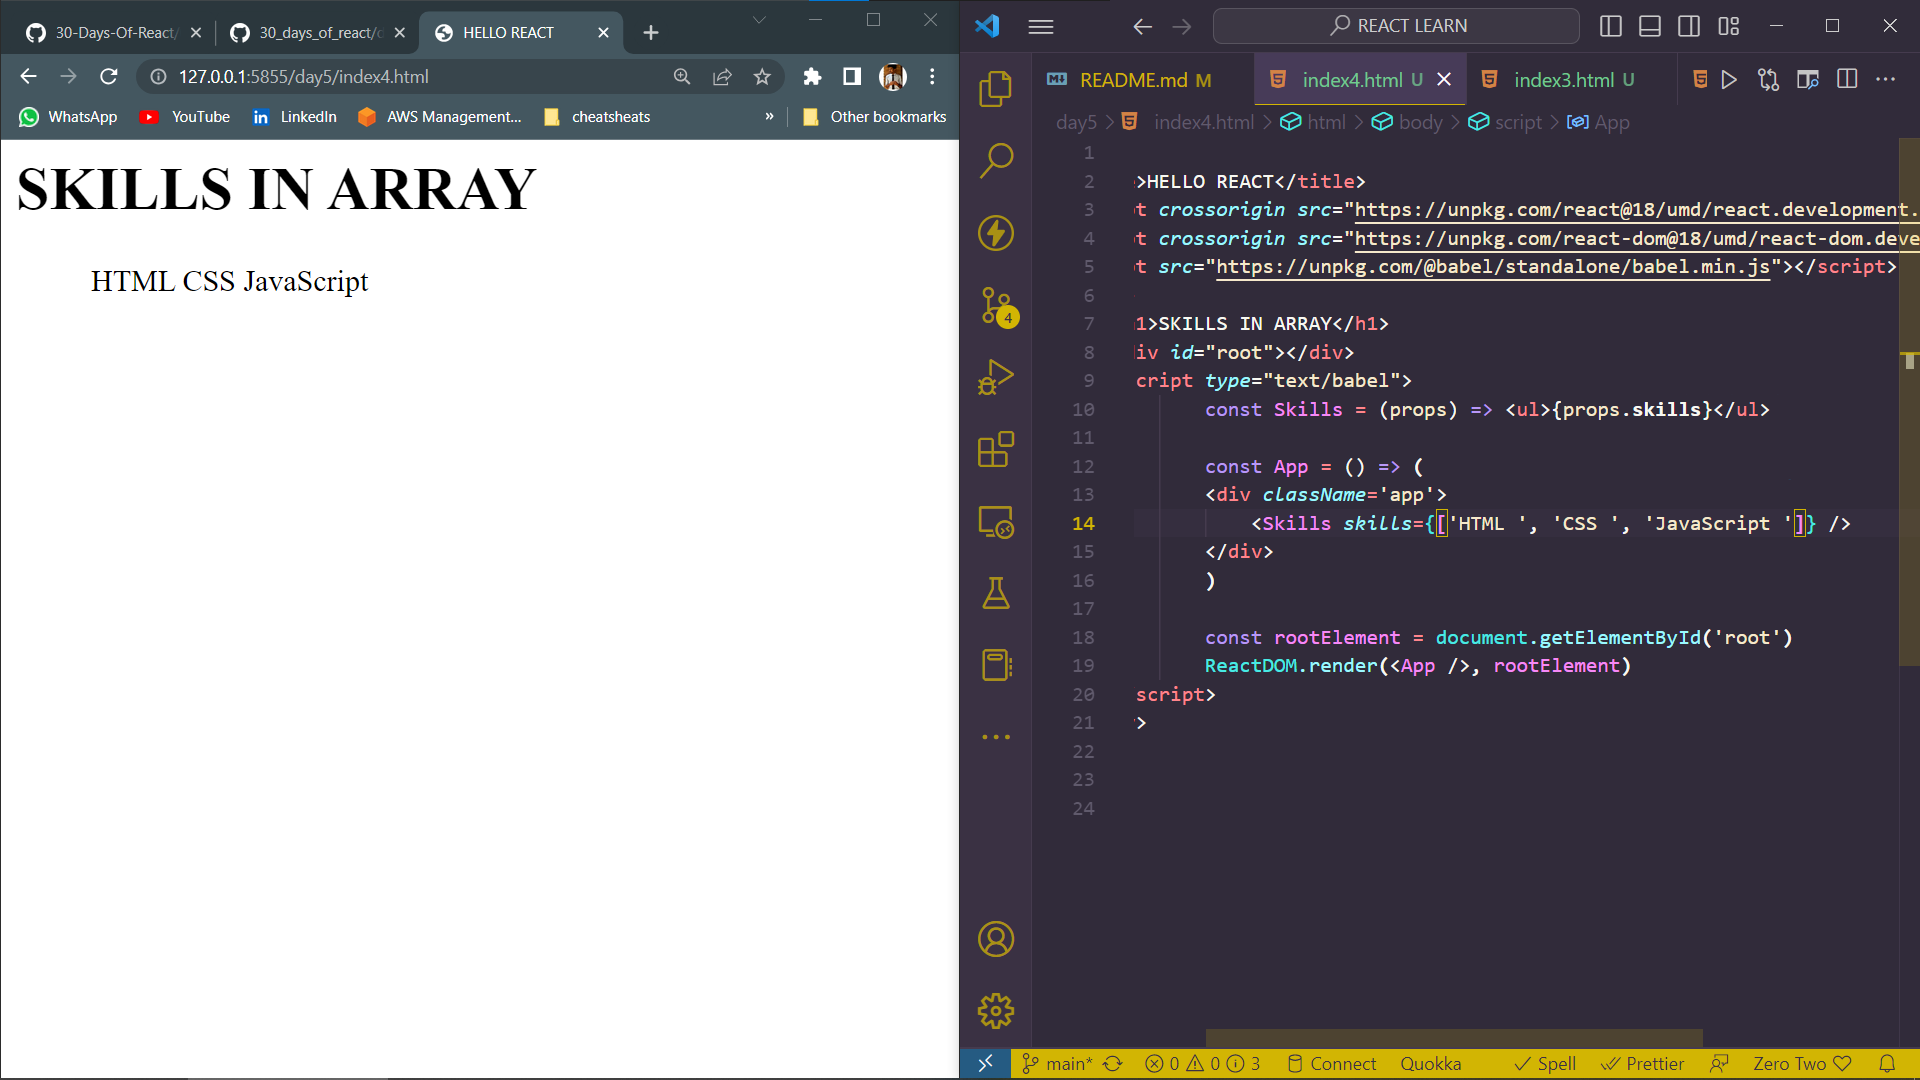 30-Days-Of-React/
30_days_of_react/
HELLO REACT
127.0.0.1:5855/day5/index4.html
WhatsApp
YouTube
LinkedIn
AWS Management...
cheatsheats
»
Other bookmarks
SKILLS IN ARRAY
HTML CSS JavaScript
REACT LEARN
README.md M
index4.html U
index3.html U
day5 > index4.html > html > body > script > App
4
1
2 >HELLO REACT</title>
3 t crossorigin src="https://unpkg.com/react@18/umd/react.development.
4 t crossorigin src="https://unpkg.com/react-dom@18/umd/react-dom.deve
5 t src="https://unpkg.com/@babel/standalone/babel.min.js"></script>
6
7 1>SKILLS IN ARRAY</h1>
8 iv id="root"></div>
9 cript type="text/babel">
10 const Skills = (props) => <ul>{props.skills}</ul>
11
12 const App = () => (
13 <div className='app'>
14 <Skills skills={['HTML ', 'CSS ', 'JavaScript ']} />
15 </div>
16 )
17
18 const rootElement = document.getElementById('root')
19 ReactDOM.render(<App />, rootElement)
20 script>
21 >
22
23
24
main* 0 0 3 Connect Quokka Spell Prettier Zero Two